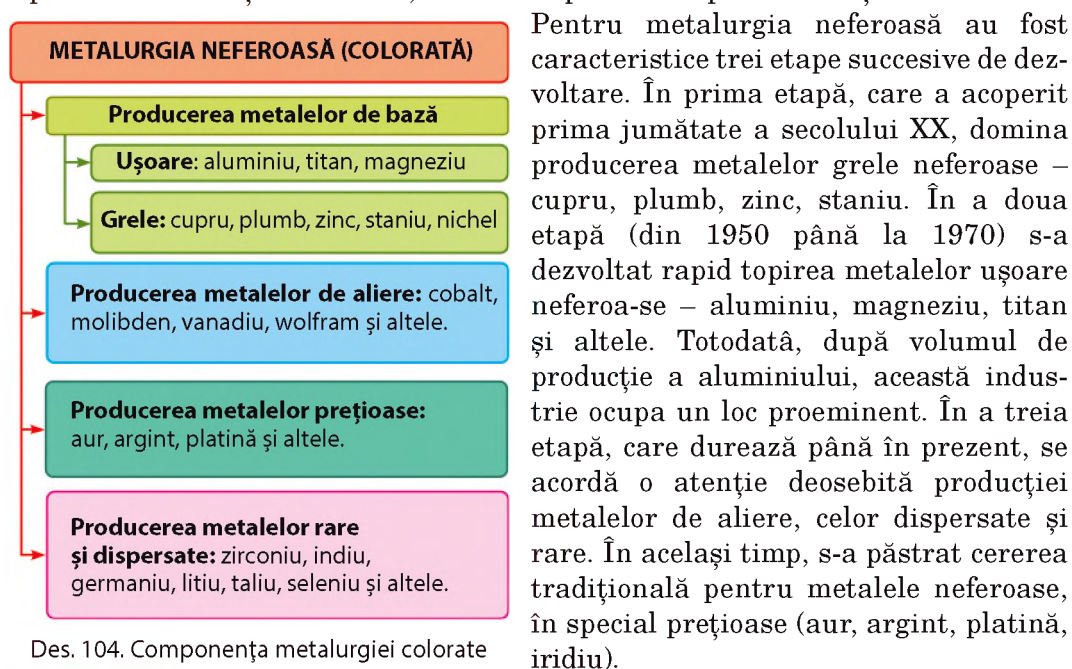 METALURGIA NEFEROASĂ (COLORATĂ)
Producerea metalelor de bază
Ușoare: aluminiu, titan, magneziu
Grele: cupru, plumb, zinc, staniu, nichel
Producerea metalelor de aliere: cobalt,
molibden, vanadiu, wolfram și altele.
Producerea metalelor prețioase:
aur, argint, platină și altele.
Producerea metalelor rare
și dispersate: zirconiu, indiu,
germaniu, litiu, taliu, seleniu și altele.
Des. 104. Componența metalurgiei colorate
Pentru metalurgia neferoasă au fost
caracteristice trei etape succesive de dez-
voltare. În prima etapă, care a acoperit
prima jumătate a secolului XX, domina
producerea metalelor grele neferoase –
cupru, plumb, zinc, staniu. În a doua
etapă (din 1950 până la 1970) s-a
dezvoltat rapid topirea metalelor ușoare
neferoa-se – aluminiu, magneziu, titan
și altele. Totodatâ, după volumul de
producție a aluminiului, această indus-
trie ocupa un loc proeminent. În a treia
etapă, care durează până în prezent, se
acordă o atenție deosebită producției
metalelor de aliere, celor dispersate și
rare. În același timp, s-a păstrat cererea
tradițională pentru metalele neferoase,
în special prețioase (aur, argint, platină,
iridiu).